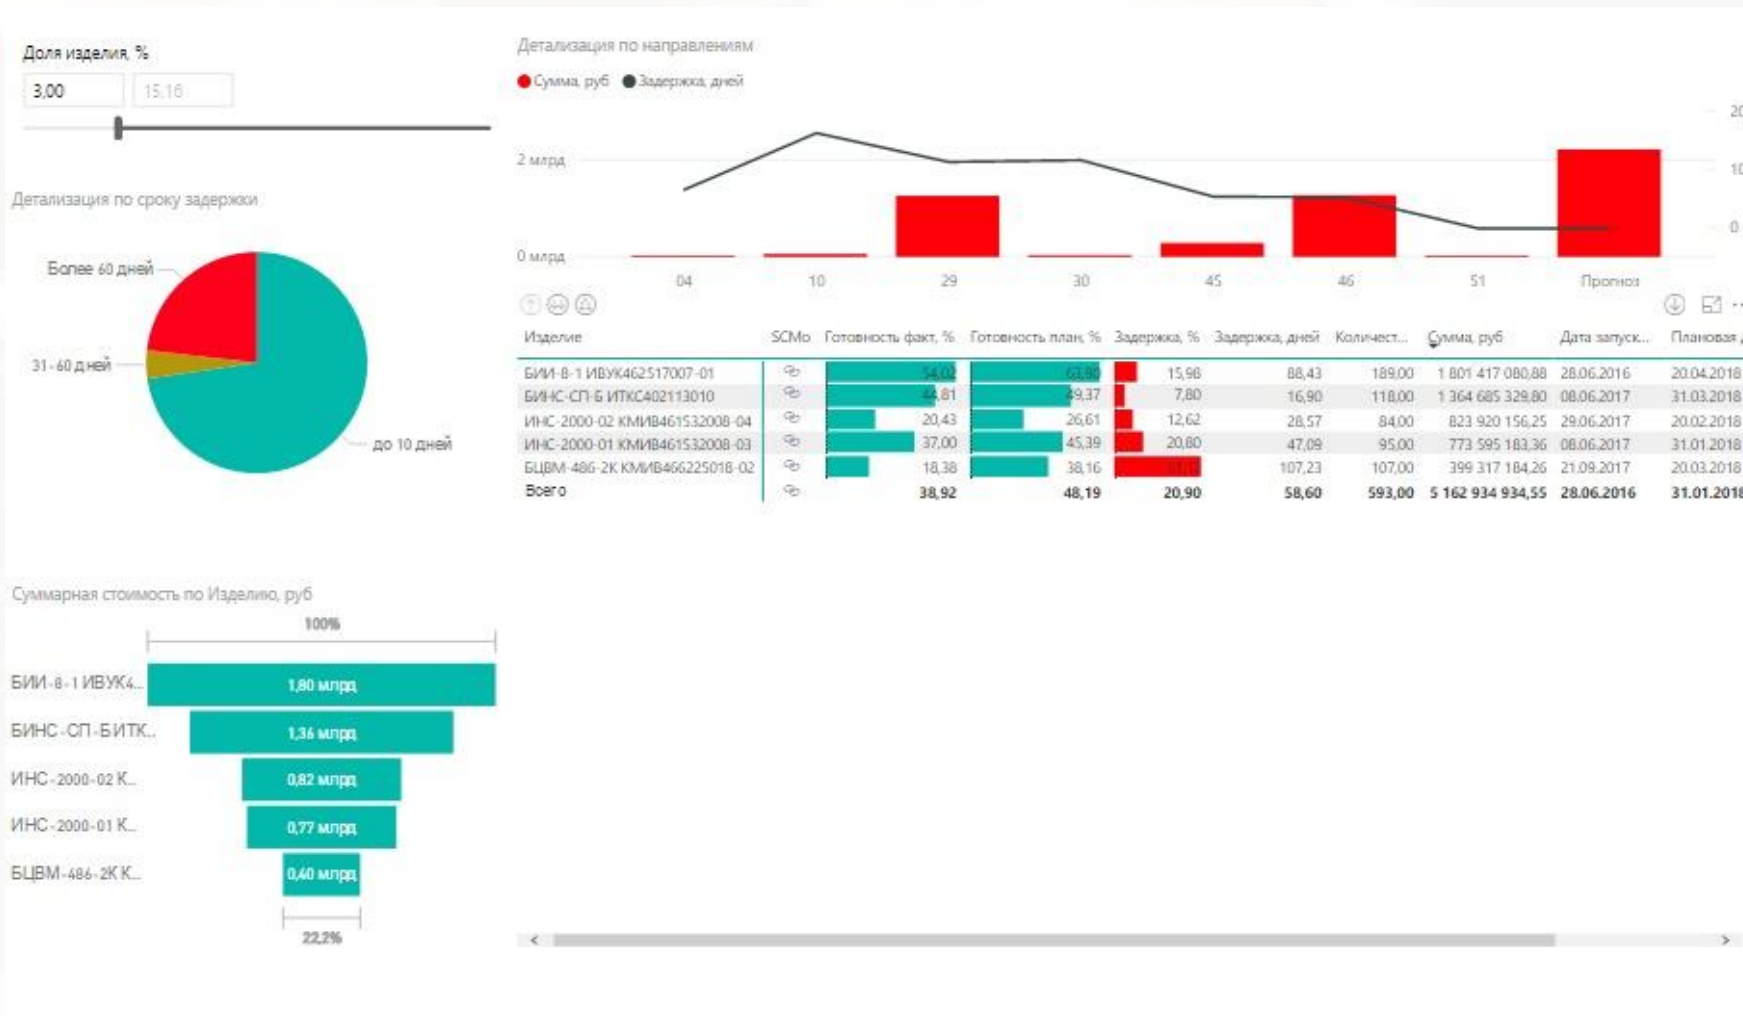 Доля изделия, %
3,00 15,16
Детализация по сроку задержки
Более 60 дней
31-60 дней
до 10 дней
Суммарная стоимость по Изделию, руб
100%
БИИ-8-1 ИВУК4... 1,80 млрд
БИНС-СП-Б ИТК... 1,36 млрд
ИНС-2000-02 К... 0,82 млрд
ИНС-2000-01 К... 0,77 млрд
БЦВМ-486-2К К... 0,40 млрд
22,2%
Детализация по направлениям
Сумма, руб Задержка, дней
20
2 млрд
10
0 млрд
0
04 10 29 30 45 46 51 Прогноз
Изделие SCMo Готовность факт, % Готовность план, % Задержка, % Задержка, дней Количест... Сумма, руб Дата запуск... Плановая
БИИ-8-1 ИВУК462517007-01 54,02 63,80 15,98 88,43 189,00 1 801 417 080,88 28.06.2016 20.04.2018
БИНС-СП-Б ИТКС402113010 44,81 49,37 7,80 16,90 118,00 1 364 685 329,80 08.06.2017 31.03.2018
ИНС-2000-02 КМИВ461532008-04 20,43 26,61 12,62 28,57 84,00 823 920 156,25 29.06.2017 20.02.2018
ИНС-2000-01 КМИВ461532008-03 37,00 45,39 20,80 47,09 95,00 773 595 183,36 08.06.2017 31.01.2018
БЦВМ-486-2К КМИВ466225018-02 18,38 38,16 107,23 107,00 399 317 184,26 21.09.2017 20.03.2018
Всего 38,92 48,19 20,90 58,60 593,00 5 162 934 934,55 28.06.2016 31.01.2018